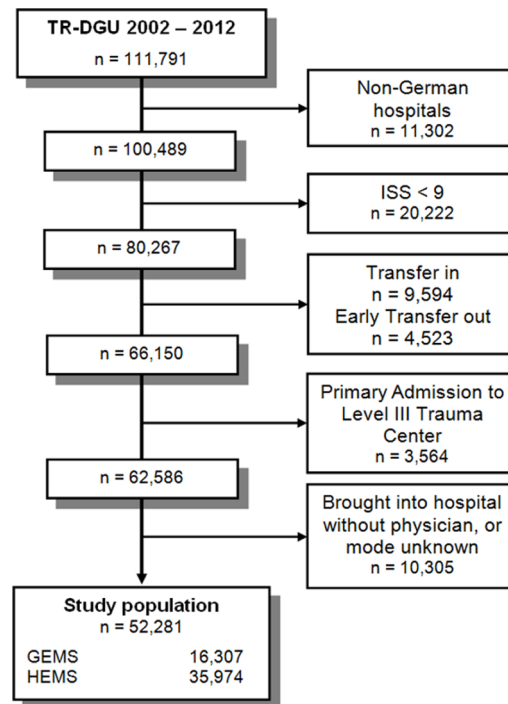 TR-DGU 2002 – 2012
n = 111,791
Non-German
hospitals
n = 11,302
n = 100,489
ISS < 9
n = 20,222
n = 80,267
Transfer in
n = 9,594
Early Transfer out
n = 4,523
n = 66,150
Primary Admission to
Level III Trauma
Center
n = 3,564
n = 62,586
Brought into hospital
without physician, or
mode unknown
n = 10,305
Study population
n = 52,281
GEMS 16,307
HEMS 35,974